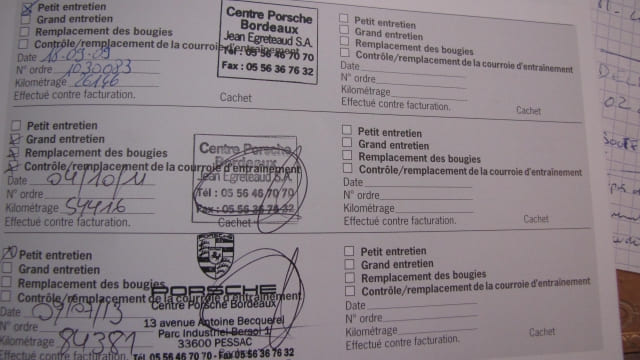 Petit entretien
Grand entretien
Remplacement des bougies
Contrôle/remplacement de la courroie d'entraînement
Date 15.09.09
N° ordre 1030083
Kilométrage 26146
Effectué contre facturation.
Cachet
Centre Porsche
Bordeaux
Jean Egreteaud S.A.
Tél : 05 56 46 70 70
Fax : 05 56 36 76 32
Petit entretien
Grand entretien
Remplacement des bougies
Contrôle/remplacement de la courroie d'entraînement
Date
N° ordre
Kilométrage
Effectué contre facturation.
Cachet
Petit entretien
Grand entretien
Remplacement des bougies
Contrôle/remplacement de la courroie d'entraînement
Date 04/10/11
N° ordre
Kilométrage 54416
Effectué contre facturation.
Cachet
Centre Porsche
Bordeaux
Jean Egreteaud S.A.
Tél : 05 56 46 70 70
Fax : 05 56 36 76 32
Petit entretien
Grand entretien
Remplacement des bougies
Contrôle/remplacement de la courroie d'entraînement
Date
N° ordre
Kilométrage
Effectué contre facturation.
Cachet
Petit entretien
Grand entretien
Remplacement des bougies
Contrôle/remplacement de la courroie d'entraînement
Date 09/07/13
N° ordre
Kilométrage 84381
Effectué contre facturation.
PORSCHE
Centre Porsche Bordeaux
13 avenue Antoine Becquerel
Parc Industriel Bersol 1
33600 PESSAC
Tél 05 56 46 70 70 - Fax 05 56 36 76 32
Petit entretien
Grand entretien
Remplacement des bougies
Contrôle/remplacement de la courroie d'entraînement
Date
N° ordre
Kilométrage
Effectué contre facturation.
Cachet
02